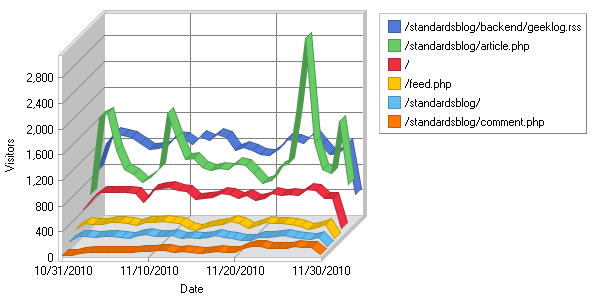 /standardsblog/backend/geeklog.rss
/standardsblog/article.php
/
/feed.php
/standardsblog/
/standardsblog/comment.php
Visitors
2,800
2,400
2,000
1,600
1,200
800
400
0
10/31/2010 11/10/2010 11/20/2010 11/30/2010
Date